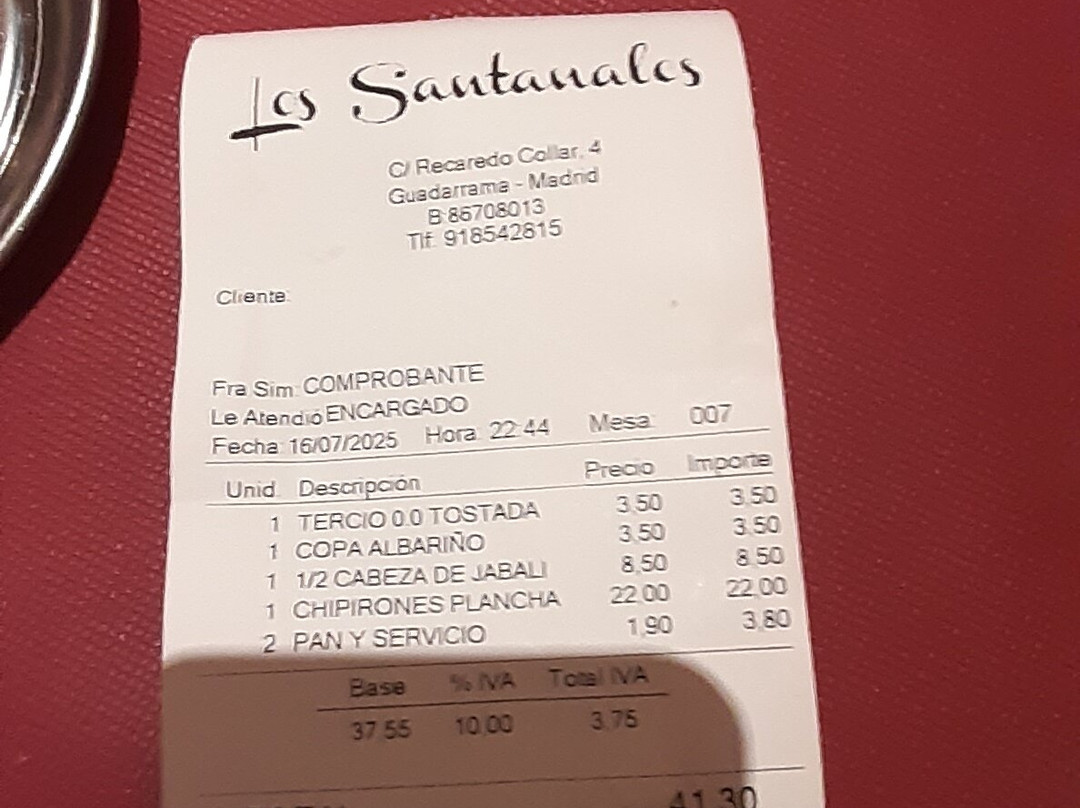 Los Santanales
C/ Recaredo Collar, 4
Guadarrama - Madrid
B:86708013
Tlf: 918542815
Cliente:
Fra Sim: COMPROBANTE
Le Atendió ENCARGADO
Fecha: 16/07/2025 Hora: 22:44 Mesa: 007
Unid. Descripción Precio Importe
1 TERCIO 0.0 TOSTADA 3,50 3,50
1 COPA ALBARIÑO 3,50 3,50
1 1/2 CABEZA DE JABALI 8,50 8,50
1 CHIPIRONES PLANCHA 22,00 22,00
2 PAN Y SERVICIO 1,90 3,80
Base % IVA Total IVA
37,55 10,00 3,75
41,30